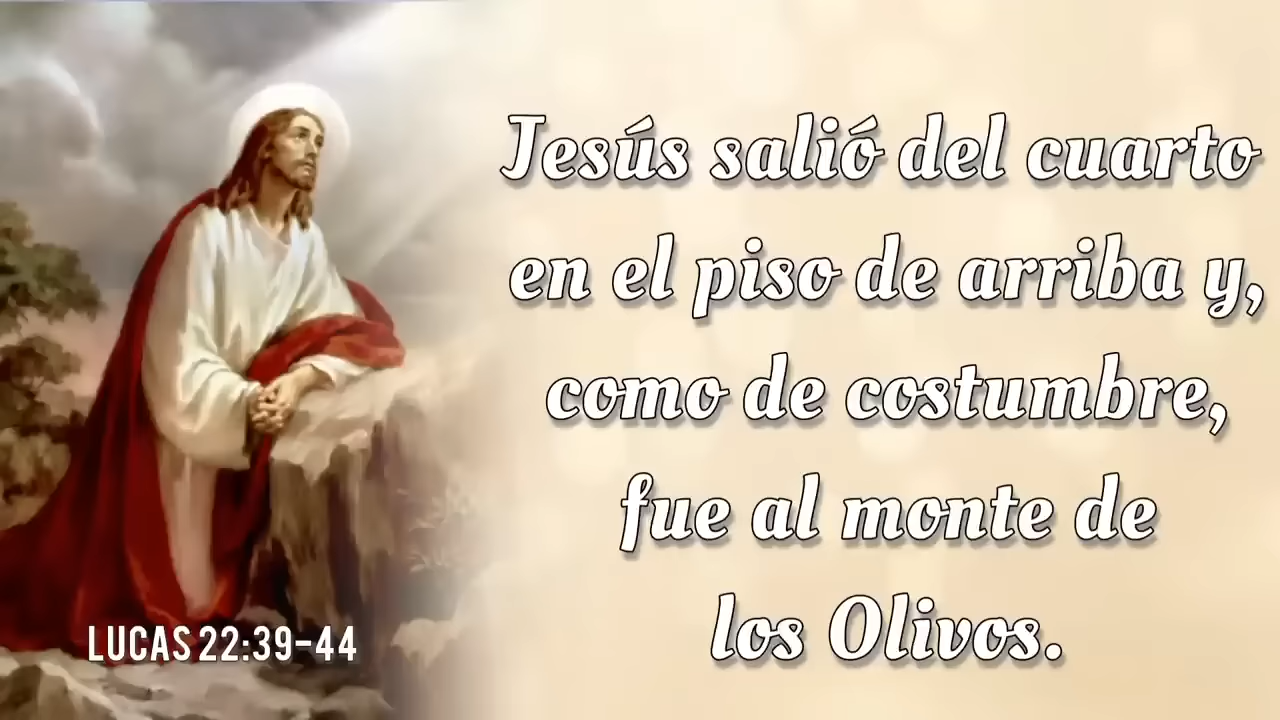 Jesús salió del cuarto
en el piso de arriba y,
como de costumbre,
fue al monte de
los Olivos.
LUCAS 22:39-44